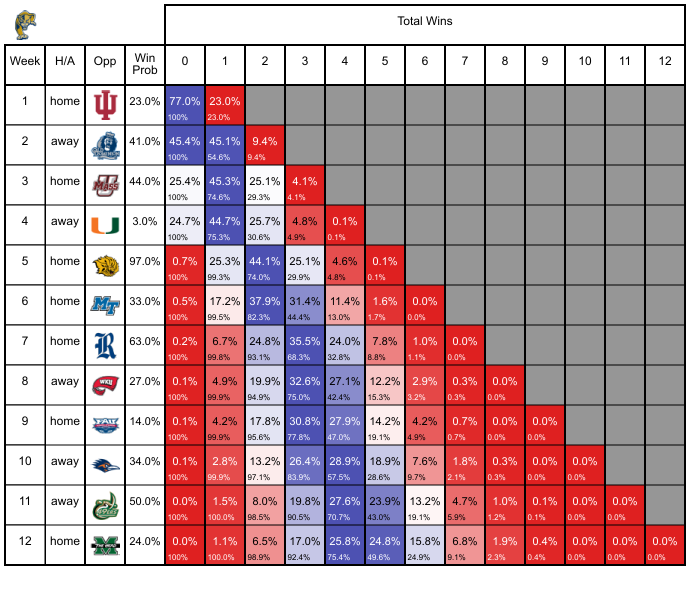 Total Wins
Week H/A Opp Win Prob 0 1 2 3 4 5 6 7 8 9 10 11 12
1 home 23.0% 77.0% 23.0%
100% 23.0%
2 away 41.0% 45.4% 45.1% 9.4%
100% 54.6% 9.4%
3 home 44.0% 25.4% 45.3% 25.1% 4.1%
100% 74.6% 29.3% 4.1%
4 away 3.0% 24.7% 44.7% 25.7% 4.8% 0.1%
100% 75.3% 30.6% 4.9% 0.1%
5 home 97.0% 0.7% 25.3% 44.1% 25.1% 4.6% 0.1%
100% 99.3% 74.0% 29.9% 4.8% 0.1%
6 home MT 33.0% 0.5% 17.2% 37.9% 31.4% 11.4% 1.6% 0.0%
100% 99.5% 82.3% 44.4% 13.0% 1.7% 0.0%
7 home R 63.0% 0.2% 6.7% 24.8% 35.5% 24.0% 7.8% 1.0% 0.0%
100% 99.8% 93.1% 68.3% 32.8% 8.8% 1.1% 0.0%
8 away WKU 27.0% 0.1% 4.9% 19.9% 32.6% 27.1% 12.2% 2.9% 0.3% 0.0%
100% 99.9% 94.9% 75.0% 42.4% 15.3% 3.2% 0.3% 0.0%
9 home FAU 14.0% 0.1% 4.2% 17.8% 30.8% 27.9% 14.2% 4.2% 0.7% 0.0% 0.0%
100% 99.9% 95.6% 77.8% 47.0% 19.1% 4.9% 0.7% 0.0% 0.0%
10 away 34.0% 0.1% 2.8% 13.2% 26.4% 28.9% 18.9% 7.6% 1.8% 0.3% 0.0% 0.0%
100% 99.9% 97.1% 83.9% 57.5% 28.6% 9.7% 2.1% 0.3% 0.0% 0.0%
11 away 50.0% 0.0% 1.5% 8.0% 19.8% 27.6% 23.9% 13.2% 4.7% 1.0% 0.1% 0.0% 0.0%
100% 100.0% 98.5% 90.5% 70.7% 43.0% 19.1% 5.9% 1.2% 0.1% 0.0% 0.0%
12 home 24.0% 0.0% 1.1% 6.5% 17.0% 25.8% 24.8% 15.8% 6.8% 1.9% 0.4% 0.0% 0.0% 0.0%
100% 100.0% 98.9% 92.4% 75.4% 49.6% 24.9% 9.1% 2.3% 0.4% 0.0% 0.0% 0.0%